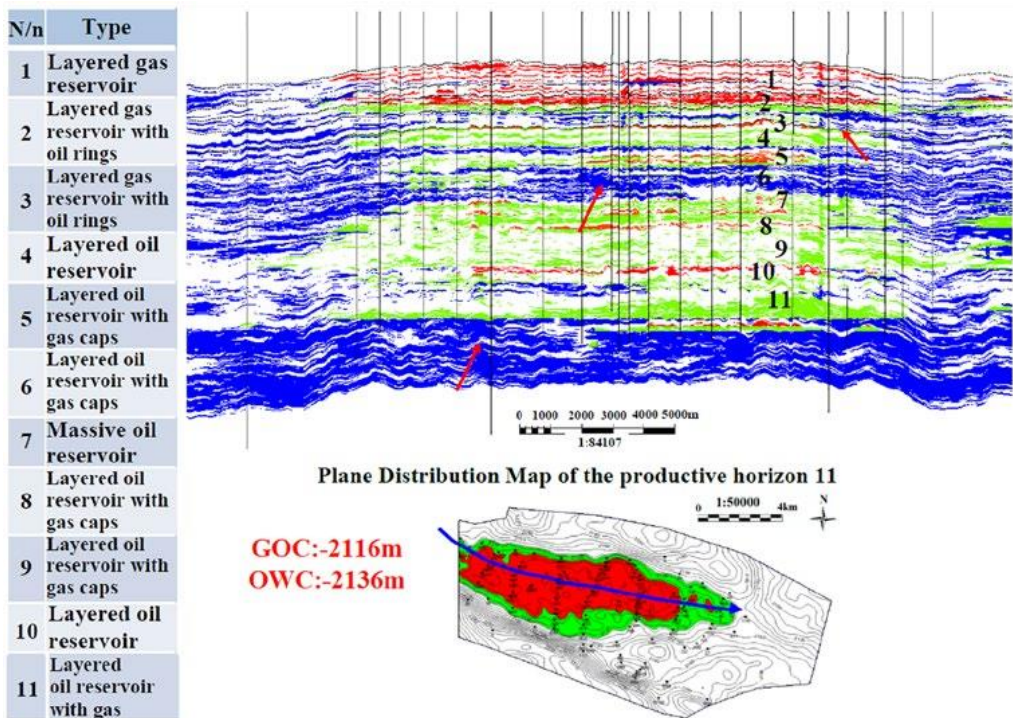 N/n Type
1 Layered gas
reservoir
2 Layered gas
reservoir with
oil rings
3 Layered gas
reservoir with
oil rings
4 Layered oil
reservoir
5 Layered oil
reservoir with
gas caps
6 Layered oil
reservoir with
gas caps
7 Massive oil
reservoir
8 Layered oil
reservoir with
gas caps
9 Layered oil
reservoir with
gas caps
10 Layered oil
reservoir
11 Layered
oil reservoir
with gas
1
2
3
4
5
6
7
8
9
10
11
0 1000 2000 3000 4000 5000m
1:84107
Plane Distribution Map of the productive horizon 11
0 1:50000 4km
N
GOC:-2116m
OWC:-2136m